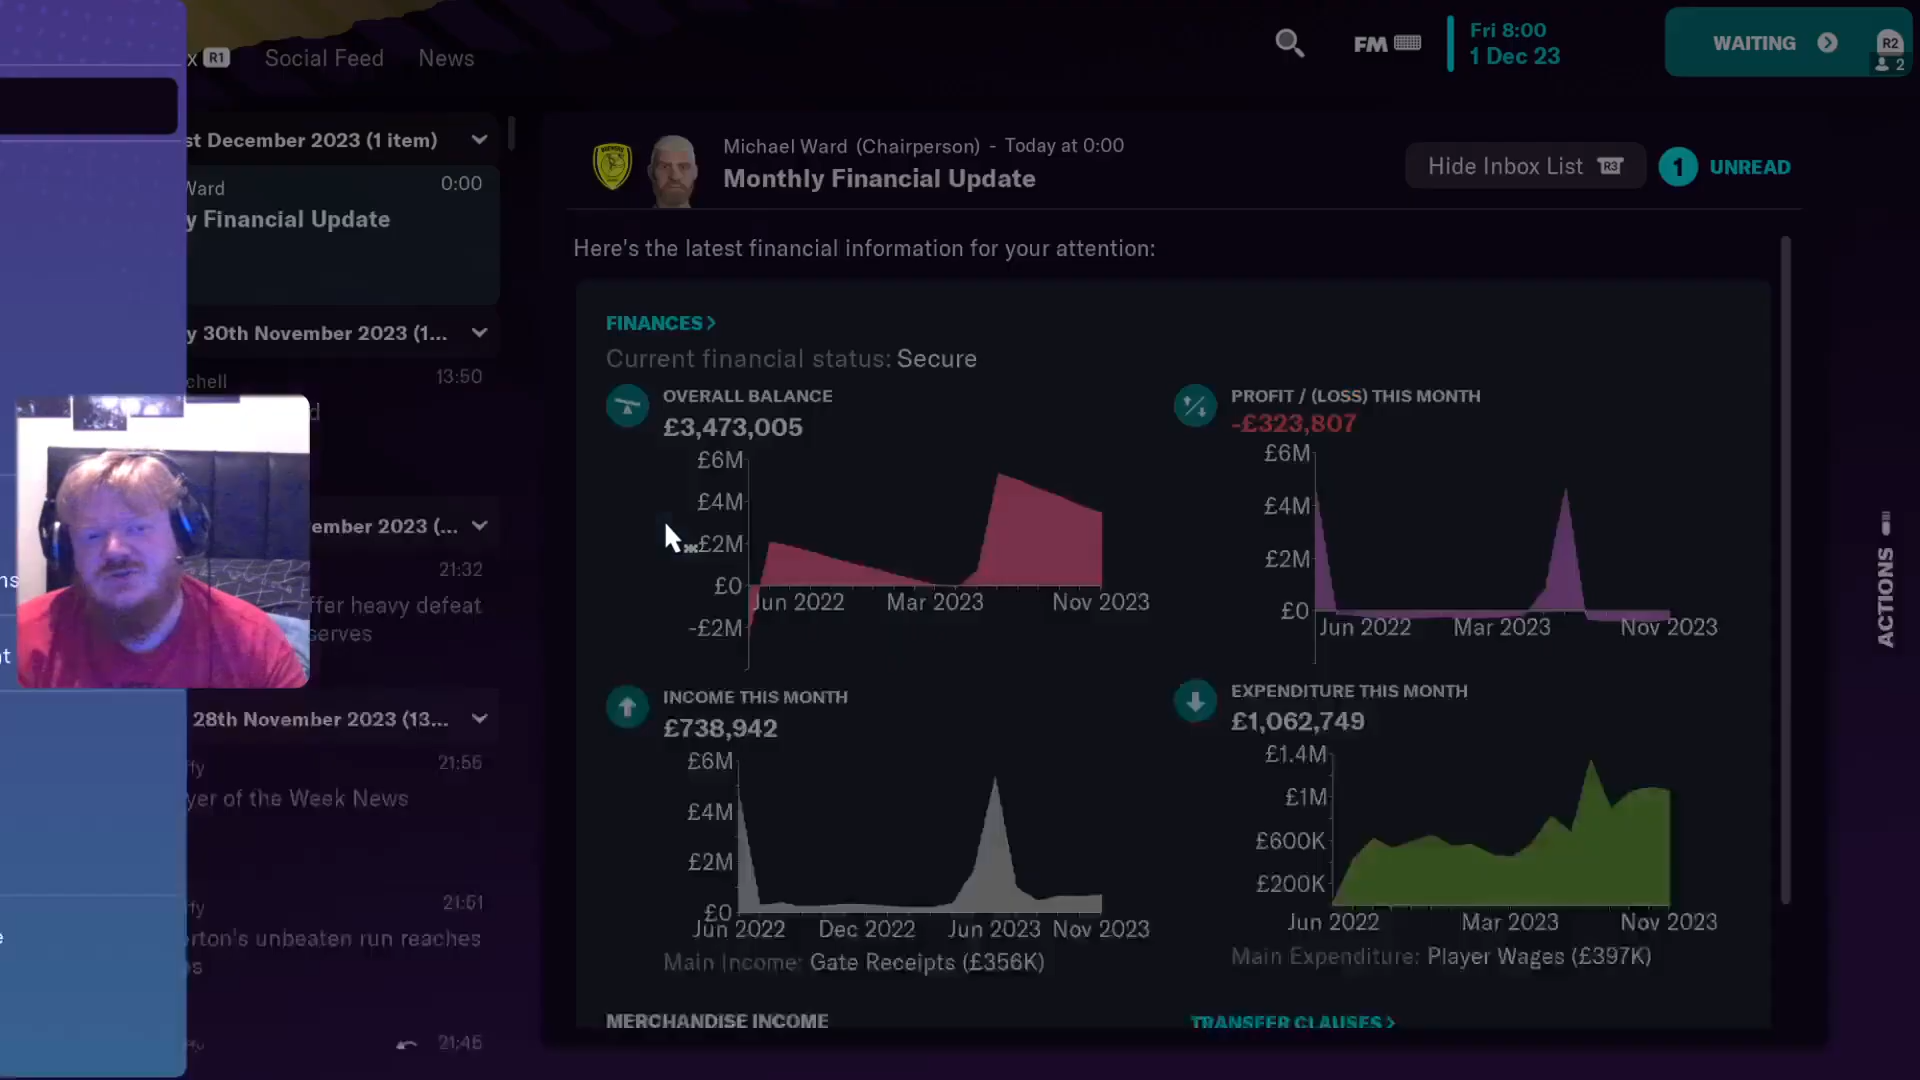 x R1 Social Feed News
FM
Fri 8:00
1 Dec 23
WAITING
R2
2
st December 2023 (1 item)
Ward 0:00
y Financial Update
y 30th November 2023 (1...
chell 13:50
d
ember 2023 (...
21:32
ffer heavy defeat
serves
28th November 2023 (13...
ffy 21:56
yer of the Week News
ffy 21:51
rton's unbeaten run reaches
s
ffy 21:45
ns
t
e
Michael Ward (Chairperson) - Today at 0:00
Monthly Financial Update
Hide Inbox List R3
1 UNREAD
Here's the latest financial information for your attention:
FINANCES >
Current financial status: Secure
OVERALL BALANCE
£3,473,005
£6M
£4M
£2M
£0
-£2M
Jun 2022 Mar 2023 Nov 2023
PROFIT / (LOSS) THIS MONTH
-£323,807
£6M
£4M
£2M
£0
Jun 2022 Mar 2023 Nov 2023
INCOME THIS MONTH
£738,942
£6M
£4M
£2M
£0
Jun 2022 Dec 2022 Jun 2023 Nov 2023
Main Income: Gate Receipts (£356K)
EXPENDITURE THIS MONTH
£1,062,749
£1.4M
£1M
£600K
£200K
Jun 2022 Mar 2023 Nov 2023
Main Expenditure: Player Wages (£397K)
MERCHANDISE INCOME
TRANSFER CLAUSES >
ACTIONS